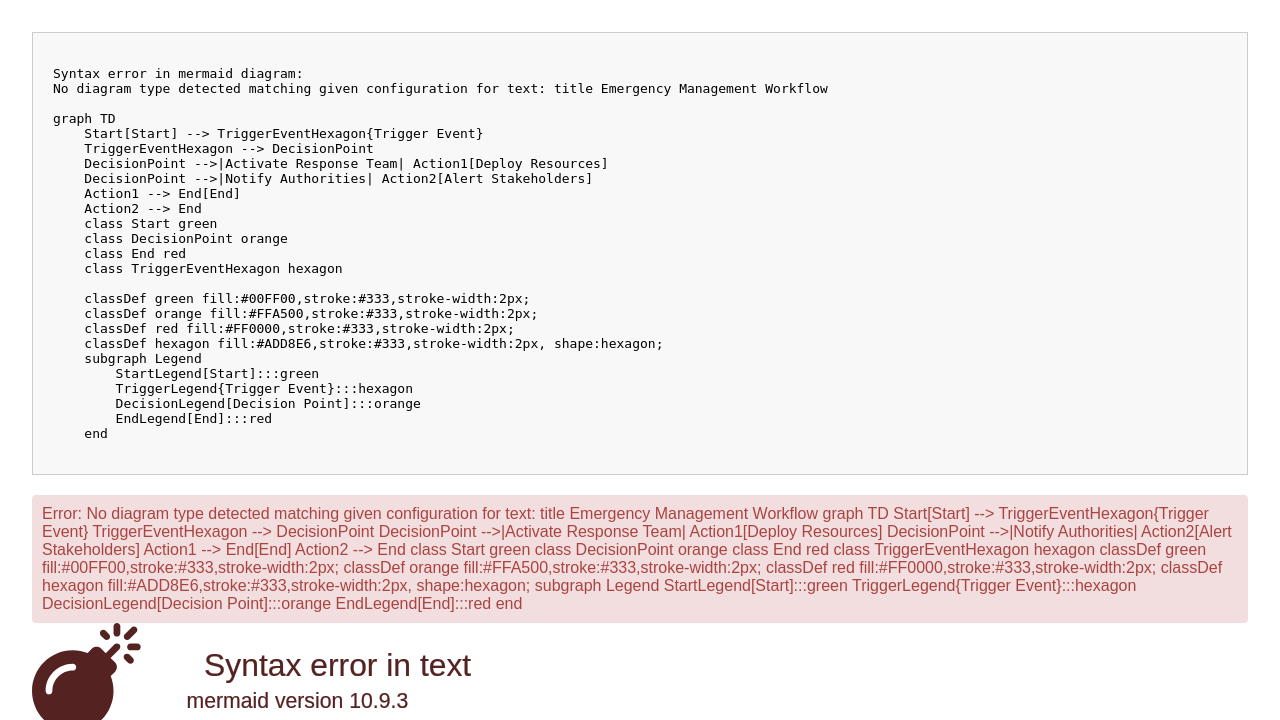 Syntax error in mermaid diagram:
No diagram type detected matching given configuration for text: title Emergency Management Workflow
graph TD
    Start[Start] --> TriggerEventHexagon{Trigger Event}
    TriggerEventHexagon --> DecisionPoint
    DecisionPoint -->|Activate Response Team| Action1[Deploy Resources]
    DecisionPoint -->|Notify Authorities| Action2[Alert Stakeholders]
    Action1 --> End[End]
    Action2 --> End
    class Start green
    class DecisionPoint orange
    class End red
    class TriggerEventHexagon hexagon
    classDef green fill:#00FF00,stroke:#333,stroke-width:2px;
    classDef orange fill:#FFA500,stroke:#333,stroke-width:2px;
    classDef red fill:#FF0000,stroke:#333,stroke-width:2px;
    classDef hexagon fill:#ADD8E6,stroke:#333,stroke-width:2px, shape:hexagon;
    subgraph Legend
        StartLegend[Start]:::green
        TriggerLegend{Trigger Event}:::hexagon
        DecisionLegend[Decision Point]:::orange
        EndLegend[End]:::red
    end
Error: No diagram type detected matching given configuration for text: title Emergency Management Workflow graph TD Start[Start] --> TriggerEventHexagon{Trigger
Event} TriggerEventHexagon --> DecisionPoint DecisionPoint -->|Activate Response Team| Action1[Deploy Resources] DecisionPoint -->|Notify Authorities| Action2[Alert
Stakeholders] Action1 --> End[End] Action2 --> End class Start green class DecisionPoint orange class End red class TriggerEventHexagon hexagon classDef green
fill:#00FF00,stroke:#333,stroke-width:2px; classDef orange fill:#FFA500,stroke:#333,stroke-width:2px; classDef red fill:#FF0000,stroke:#333,stroke-width:2px; classDef
hexagon fill:#ADD8E6,stroke:#333,stroke-width:2px, shape:hexagon; subgraph Legend StartLegend[Start]:::green TriggerLegend{Trigger Event}:::hexagon
DecisionLegend[Decision Point]:::orange EndLegend[End]:::red end
Syntax error in text
mermaid version 10.9.3